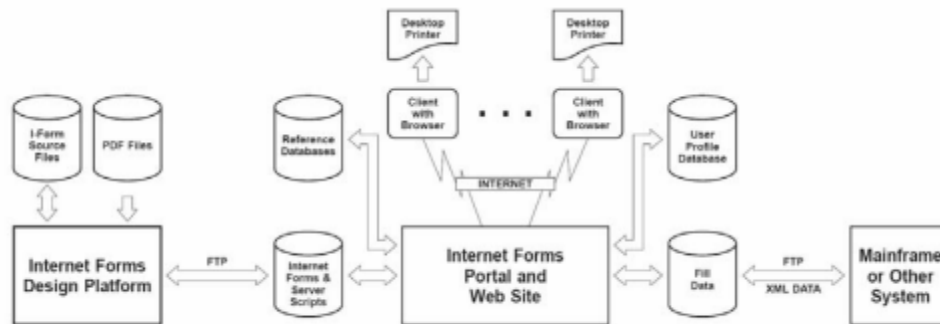 Desktop
Printer
Desktop
Printer
I-Form
Source
Files
PDF Files
Reference
Databases
Client
with
Browser
Client
with
Browser
User
Profile
Database
INTERNET
Internet Forms
Design Platform
FTP
Internet
Forms &
Server
Scripts
Internet Forms
Portal and
Web Site
Fill
Data
FTP
XML DATA
Mainframe
or Other
System